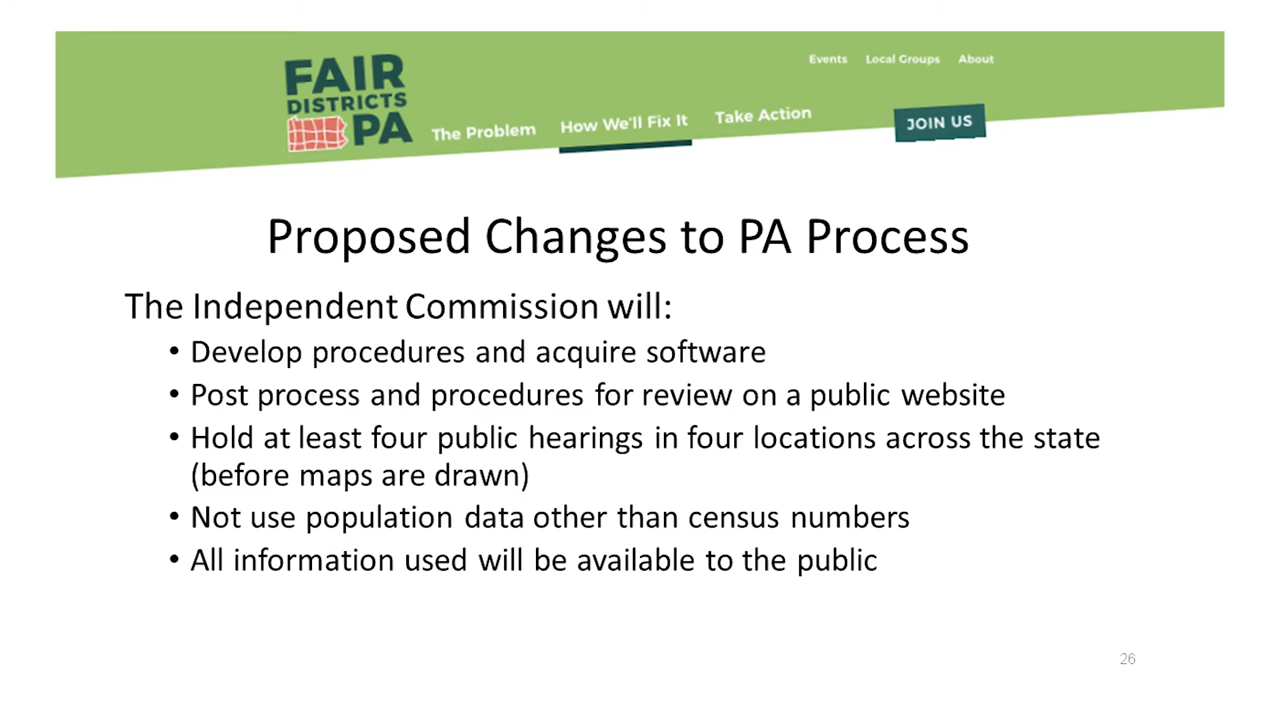 FAIR
DISTRICTS
PA
Events Local Groups About
The Problem How We'll Fix It Take Action
JOIN US
Proposed Changes to PA Process
The Independent Commission will:
• Develop procedures and acquire software
• Post process and procedures for review on a public website
• Hold at least four public hearings in four locations across the state
(before maps are drawn)
• Not use population data other than census numbers
• All information used will be available to the public
26